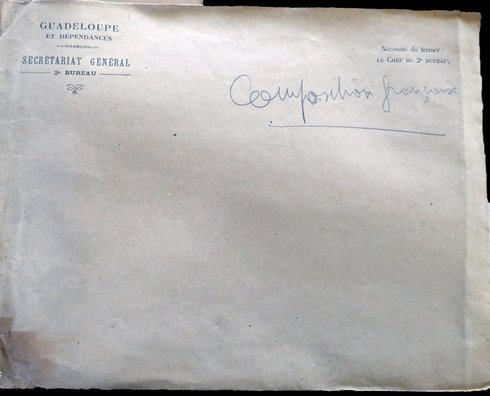 GUADELOUPE
ET DÉPENDANCES
SECRÉTARIAT GÉNÉRAL
2e BUREAU
Nécessité de fermer :
LE CHEF DU 2e BUREAU,
Composition française